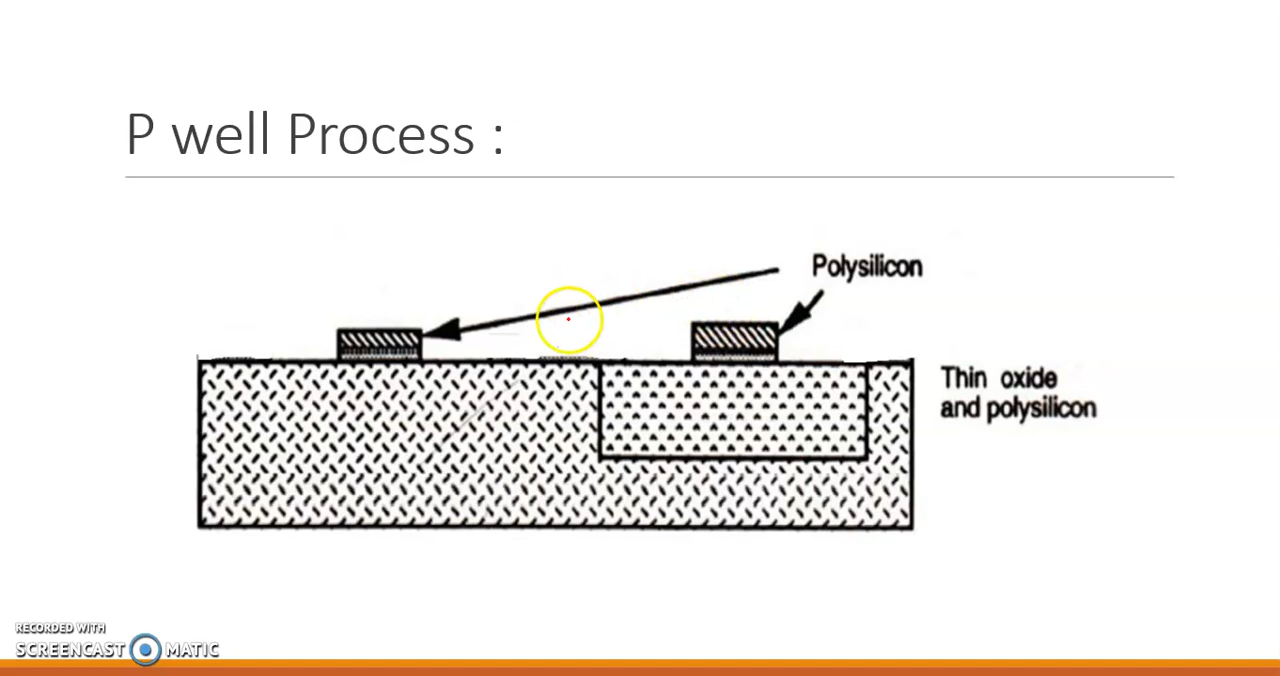 P well Process :
Polysilicon
Thin oxide
and polysilicon
RECORDED WITH
SCREENCAST MATIC